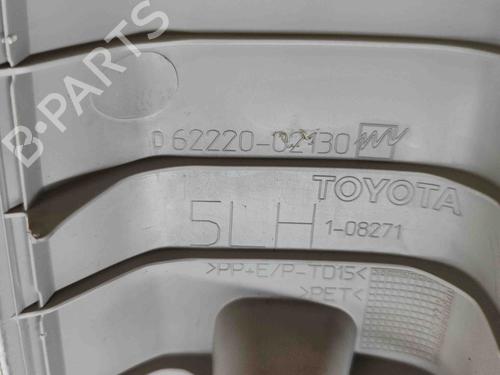 B-PARTS
D 62220-02130
TOYOTA
5LH 1-08271
>PP+E/P-TD15<
>PET<